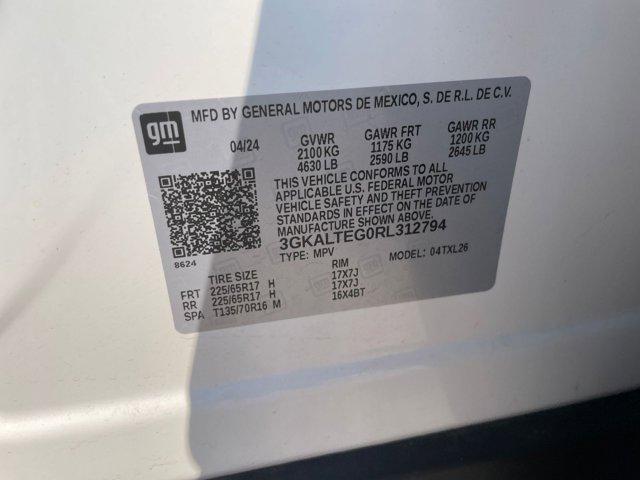 MFD BY GENERAL MOTORS DE MEXICO, S. DE R.L. DE C.V.
gm
04/24 GVWR GAWR FRT GAWR RR
2100 KG 1175 KG 1200 KG
4630 LB 2590 LB 2645 LB
THIS VEHICLE CONFORMS TO ALL
APPLICABLE U.S. FEDERAL MOTOR
VEHICLE SAFETY AND THEFT PREVENTION
STANDARDS IN EFFECT ON THE DATE OF
MANUFACTURE SHOWN ABOVE.
3GKALTEG0RL312794
8624
TYPE: MPV MODEL: 04TXL26
TIRE SIZE RIM
FRT 225/65R17 H 17X7J
RR 225/65R17 H 17X7J
SPA T135/70R16 M 16X4BT